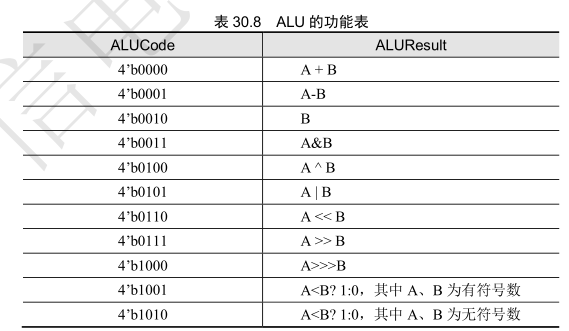 表 30.8 ALU 的功能表
ALUCode ALUResult
4’b0000 A + B
4’b0001 A-B
4’b0010 B
4’b0011 A&B
4’b0100 A ^ B
4’b0101 A | B
4’b0110 A << B
4’b0111 A >> B
4’b1000 A>>>B
4’b1001 A<B? 1:0，其中 A、B 为有符号数
4’b1010 A<B? 1:0，其中 A、B 为无符号数
信电